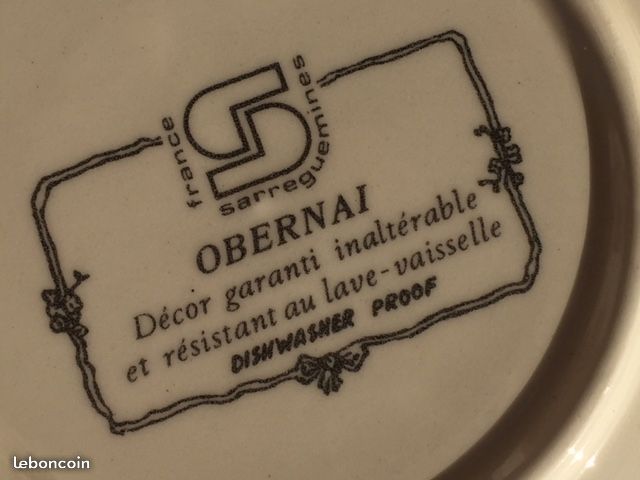 france
sarreguemines
OBERNAI
Décor garanti inaltérable
et résistant au lave-vaisselle
DISHWASHER PROOF
leboncoin